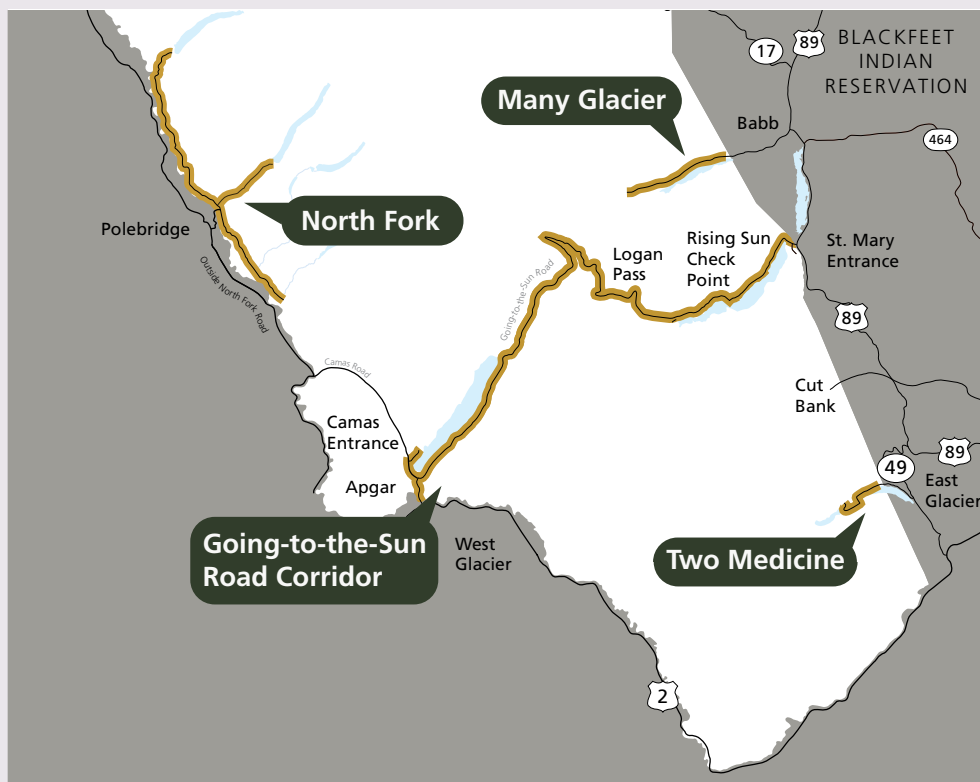 89
17
BLACKFEET
INDIAN
RESERVATION
Many Glacier
Babb
464
North Fork
Polebridge
Outside North Fork Road
Going-to-the-Sun Road
Logan
Pass
Rising Sun
Check
Point
St. Mary
Entrance
89
Camas Road
Cut
Bank
Camas
Entrance
Apgar
89
49
East
Glacier
Going-to-the-Sun
Road Corridor
West
Glacier
Two Medicine
2